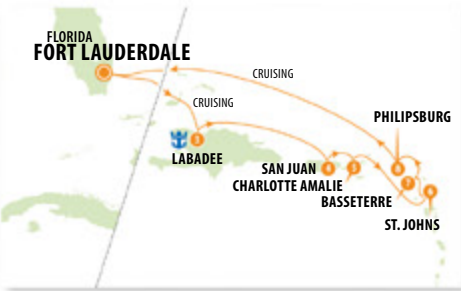 FLORIDA
FORT LAUDERDALE
CRUISING
CRUISING
PHILIPSBURG
LABADEE
SAN JUAN
CHARLOTTE AMALIE
BASSETERRE
ST. JOHNS